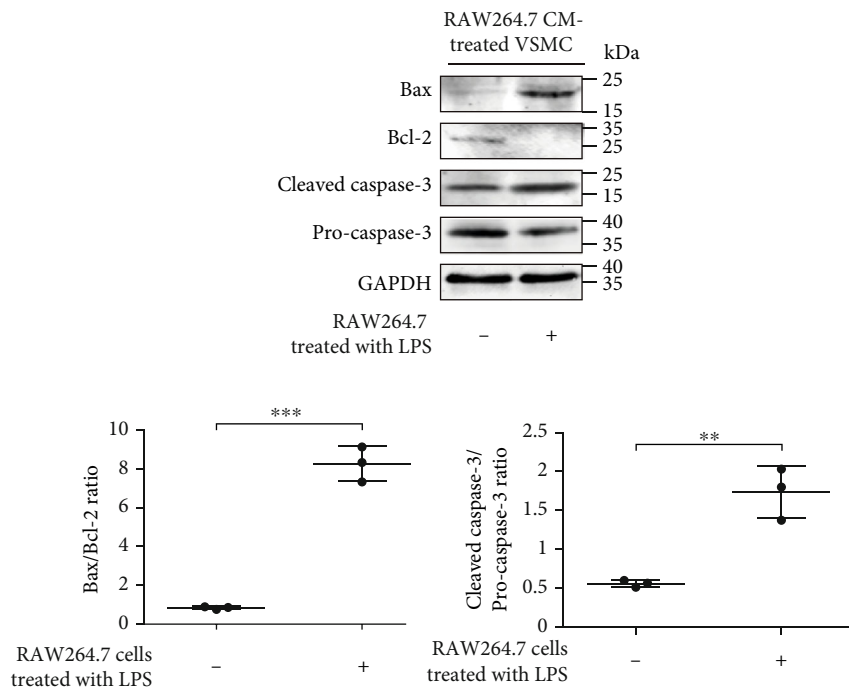 RAW264.7 CM-
treated VSMC
kDa
Bax
25
15
Bcl-2
35
25
Cleaved caspase-3
25
15
Pro-caspase-3
40
35
GAPDH
40
35
RAW264.7
treated with LPS
– +
Bax/Bcl-2 ratio
10
8
6
4
2
0
***
RAW264.7 cells
treated with LPS
– +
Cleaved caspase-3/
Pro-caspase-3 ratio
2.5
2
1.5
1
0.5
0
**
RAW264.7 cells
treated with LPS
– +